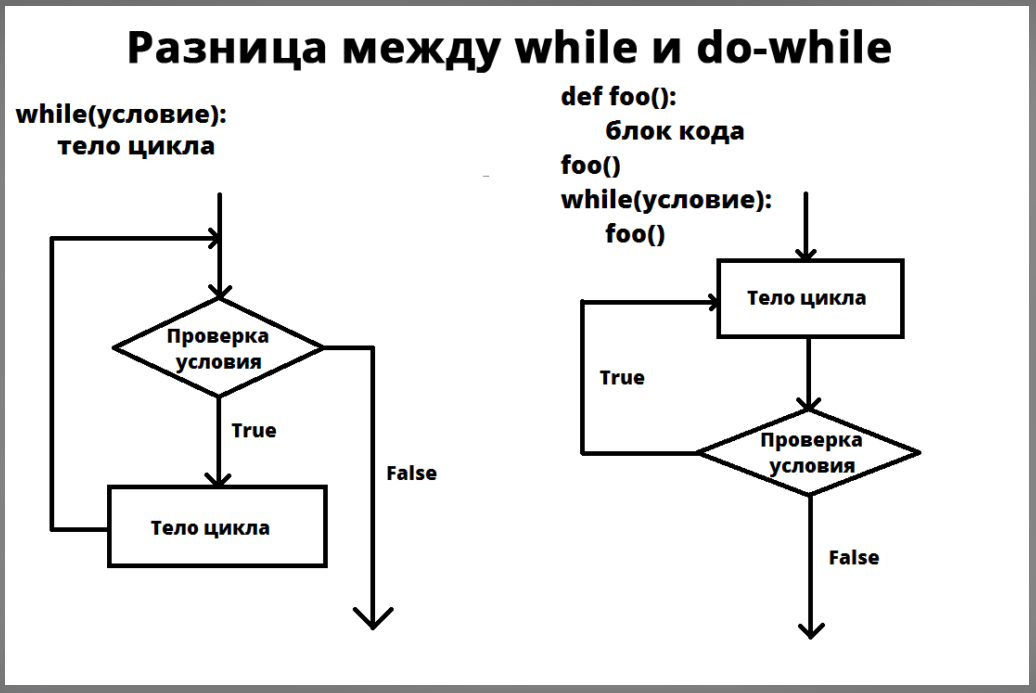 Разница между while и do-while
while(условие):
тело цикла
def foo():
блок кода
foo()
while(условие):
foo()
Проверка
условия
True
False
Тело цикла
Тело цикла
True
Проверка
условия
False